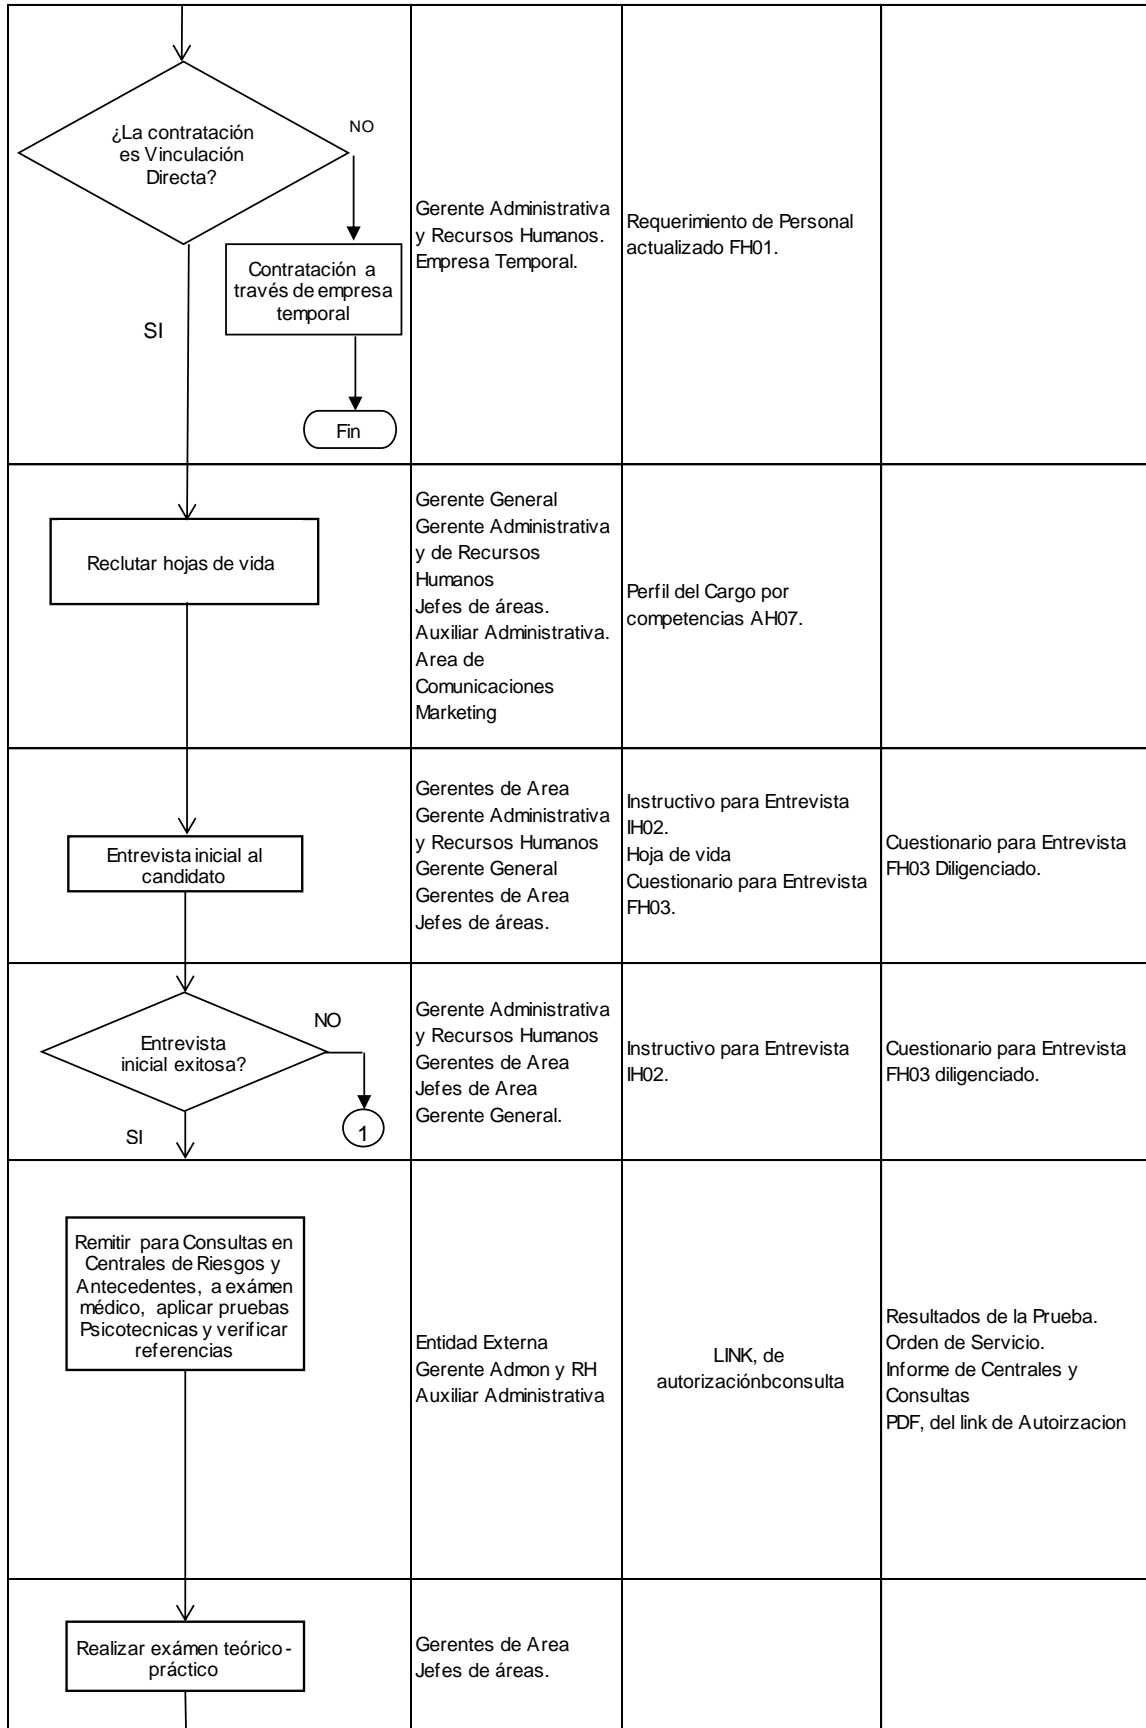 ¿La contratación
es Vinculación
Directa?
NO
SI
Contratación a
través de empresa
temporal
Fin
Gerente Administrativa
y Recursos Humanos.
Empresa Temporal.
Requerimiento de Personal
actualizado FH01.
Reclutar hojas de vida
Gerente General
Gerente Administrativa
y de Recursos
Humanos
Jefes de áreas.
Auxiliar Administrativa.
Area de
Comunicaciones
Marketing
Perfil del Cargo por
competencias AH07.
Entrevista inicial al
candidato
Gerentes de Area
Gerente Administrativa
y Recursos Humanos
Gerente General
Gerentes de Area
Jefes de áreas.
Instructivo para Entrevista
IH02.
Hoja de vida
Cuestionario para Entrevista
FH03.
Cuestionario para Entrevista
FH03 Diligenciado.
Entrevista
inicial exitosa?
NO
SI
1
Gerente Administrativa
y Recursos Humanos
Gerentes de Area
Jefes de Area
Gerente General.
Instructivo para Entrevista
IH02.
Cuestionario para Entrevista
FH03 diligenciado.
Remitir para Consultas en
Centrales de Riesgos y
Antecedentes, a exámen
médico, aplicar pruebas
Psicotecnicas y verificar
referencias
Entidad Externa
Gerente Admon y RH
Auxiliar Administrativa
LINK, de
autorizaciónbconsulta
Resultados de la Prueba.
Orden de Servicio.
Informe de Centrales y
Consultas
PDF, del link de Autoirzacion
Realizar exámen teórico-
práctico
Gerentes de Area
Jefes de áreas.